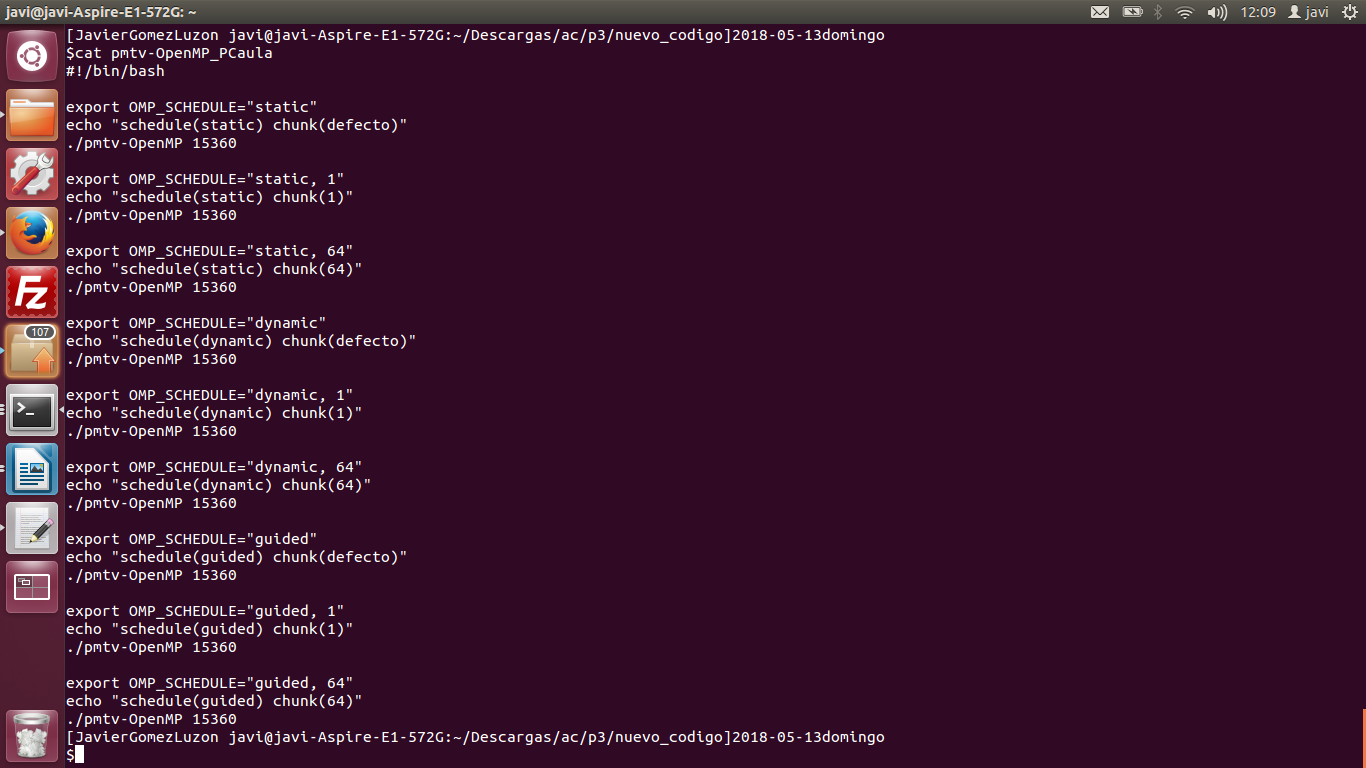 javi@javi-Aspire-E1-572G: ~
12:09 javi
[JavierGomezLuzon javi@javi-Aspire-E1-572G:~/Descargas/ac/p3/nuevo_codigo]2018-05-13domingo
$cat pmtv-OpenMP_PCaula
#!/bin/bash
export OMP_SCHEDULE="static"
echo "schedule(static) chunk(defecto)"
./pmtv-OpenMP 15360
export OMP_SCHEDULE="static, 1"
echo "schedule(static) chunk(1)"
./pmtv-OpenMP 15360
export OMP_SCHEDULE="static, 64"
echo "schedule(static) chunk(64)"
./pmtv-OpenMP 15360
export OMP_SCHEDULE="dynamic"
echo "schedule(dynamic) chunk(defecto)"
./pmtv-OpenMP 15360
export OMP_SCHEDULE="dynamic, 1"
echo "schedule(dynamic) chunk(1)"
./pmtv-OpenMP 15360
export OMP_SCHEDULE="dynamic, 64"
echo "schedule(dynamic) chunk(64)"
./pmtv-OpenMP 15360
export OMP_SCHEDULE="guided"
echo "schedule(guided) chunk(defecto)"
./pmtv-OpenMP 15360
export OMP_SCHEDULE="guided, 1"
echo "schedule(guided) chunk(1)"
./pmtv-OpenMP 15360
export OMP_SCHEDULE="guided, 64"
echo "schedule(guided) chunk(64)"
./pmtv-OpenMP 15360
[JavierGomezLuzon javi@javi-Aspire-E1-572G:~/Descargas/ac/p3/nuevo_codigo]2018-05-13domingo
$
Fz
107
>_